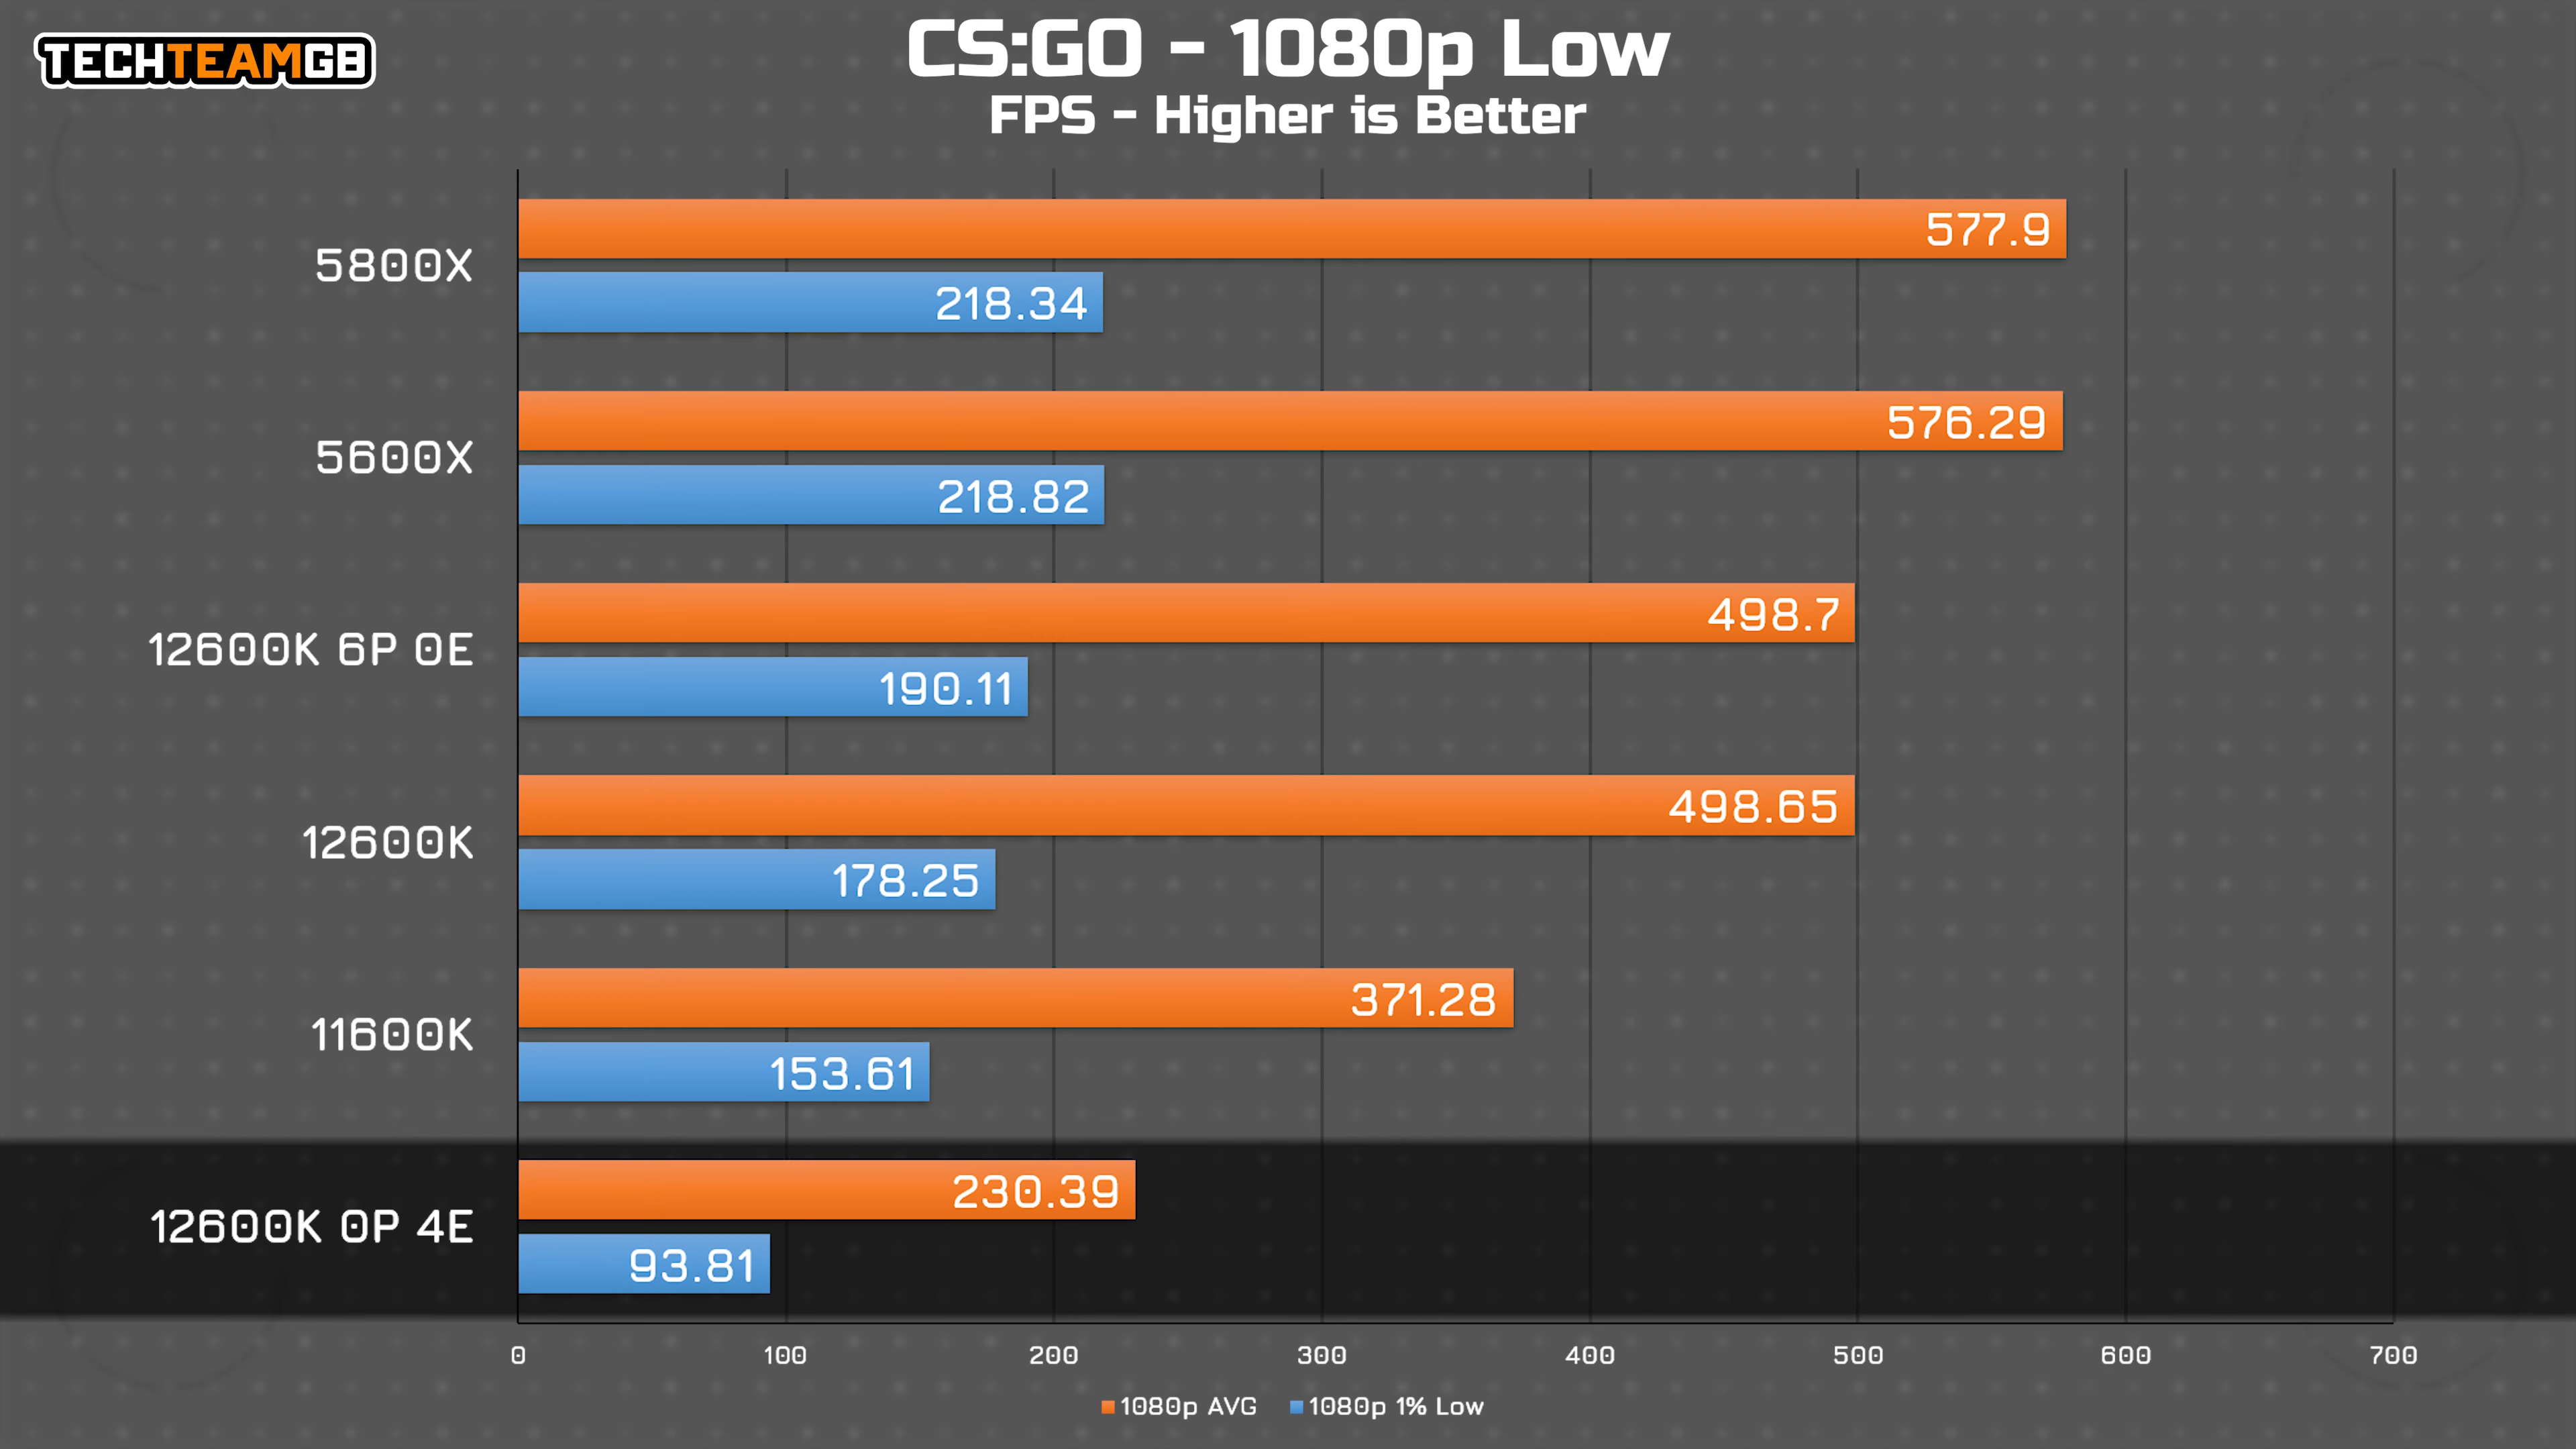 TECHTEAMGB
CS:GO - 1080p Low
FPS - Higher is Better
5800X
577.9
218.34
5600X
576.29
218.82
12600K 6P 0E
498.7
190.11
12600K
498.65
178.25
11600K
371.28
153.61
12600K 0P 4E
230.39
93.81
0 100 200 300 400 500 600 700
1080p AVG 1080p 1% Low